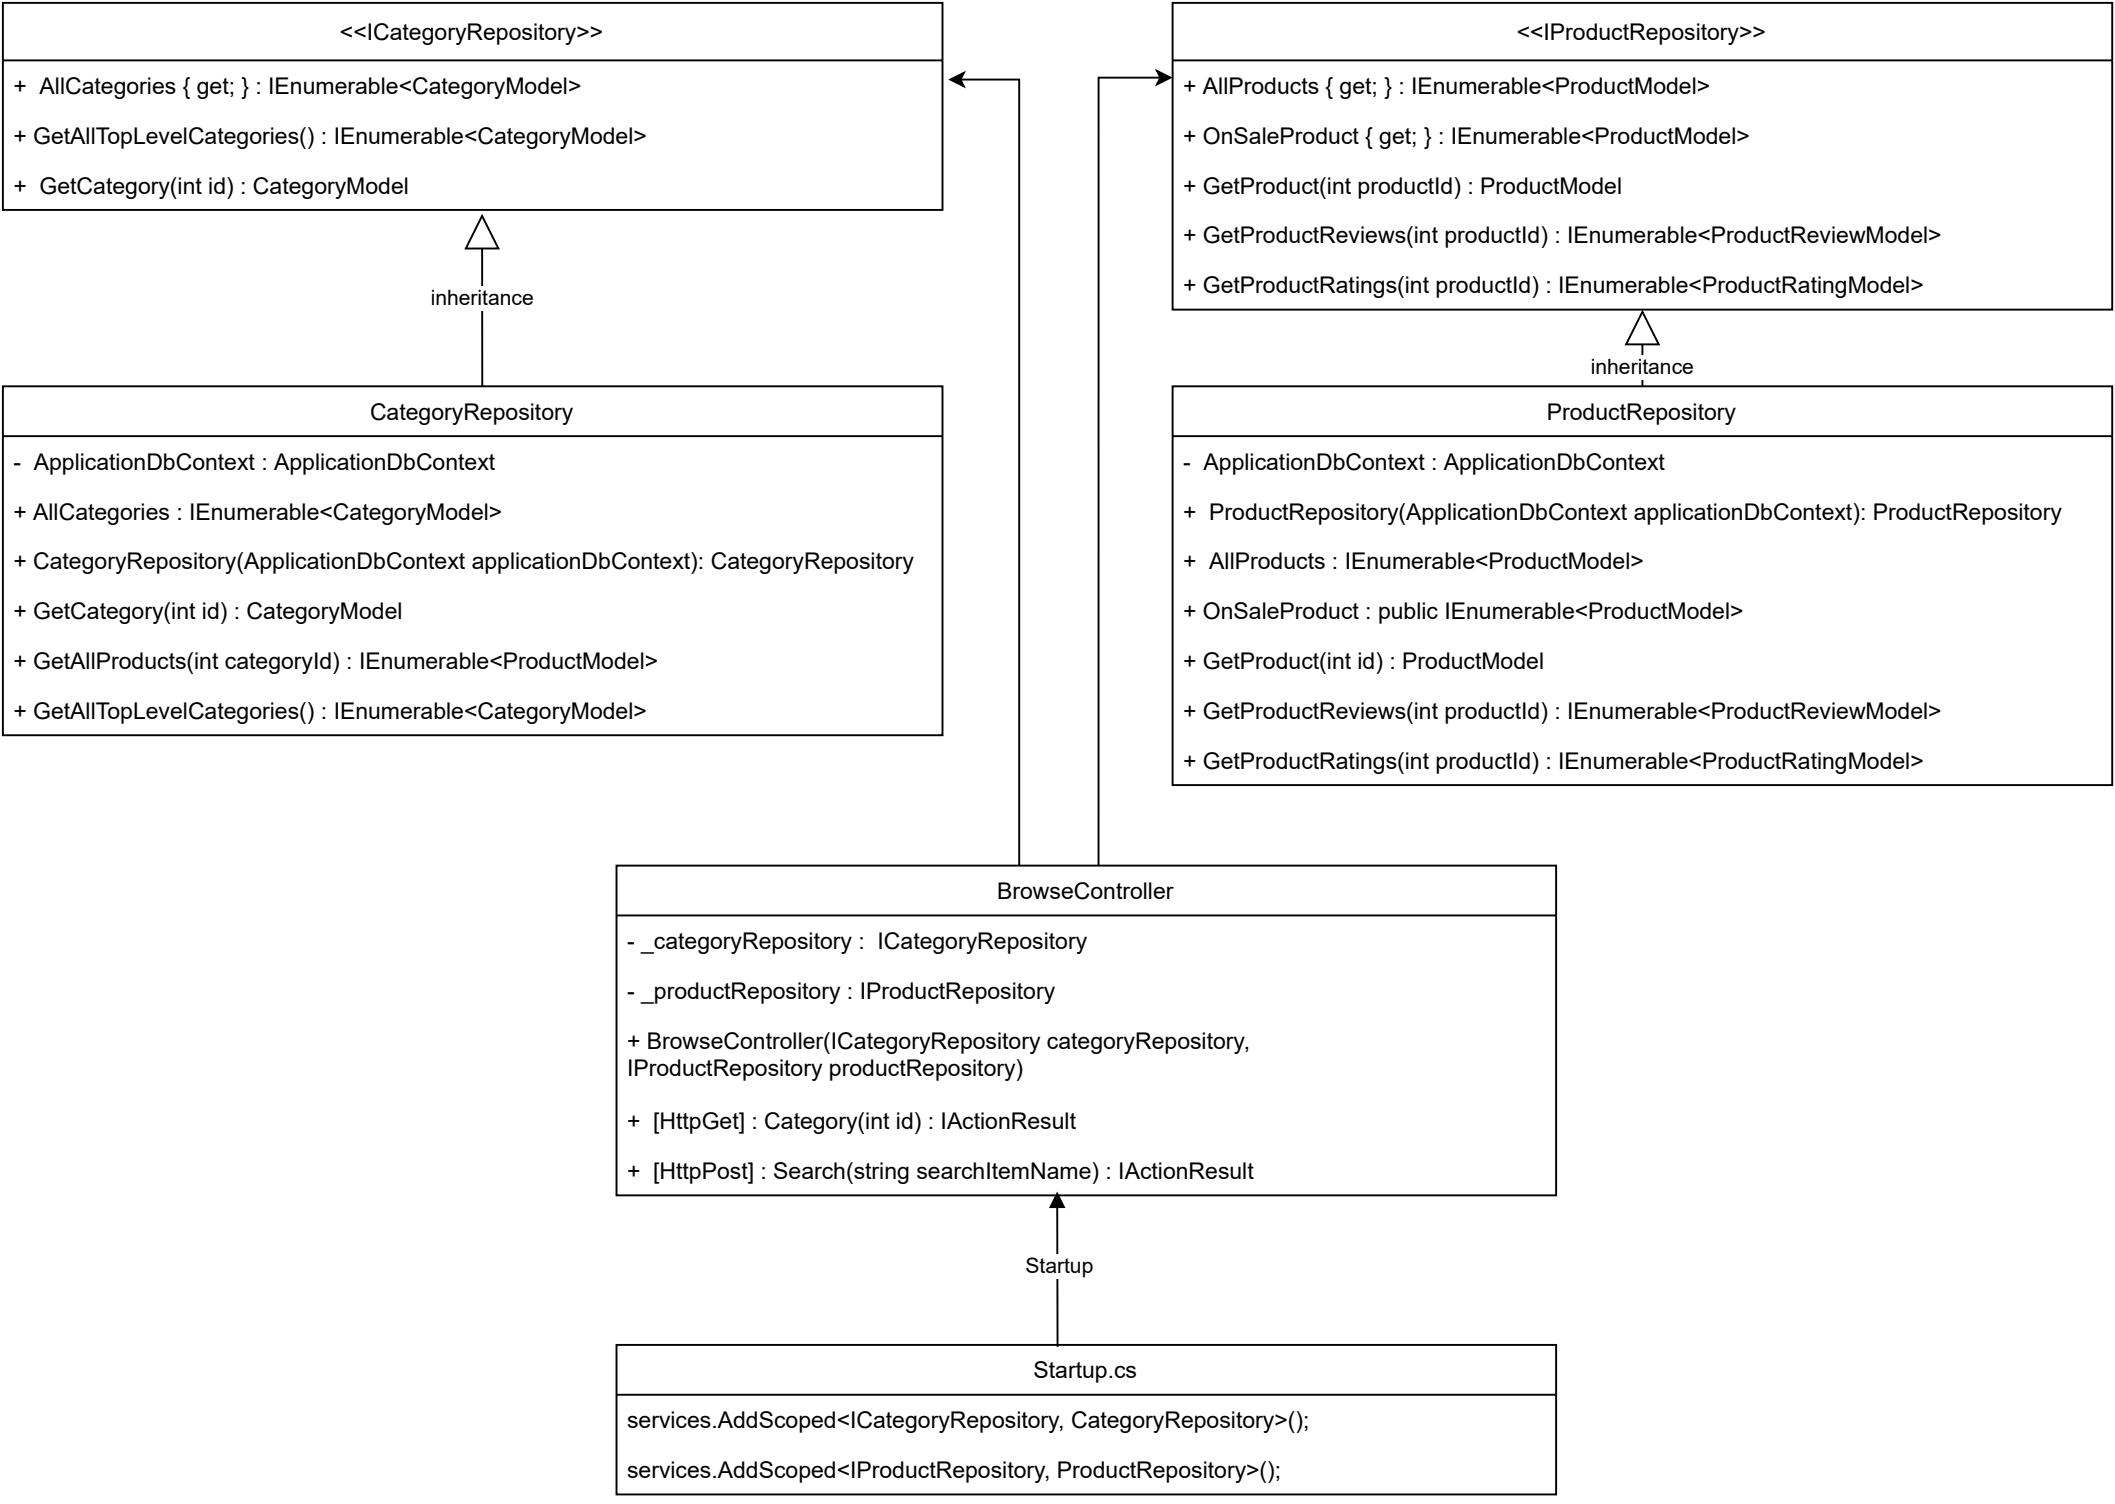 <<ICategoryRepository>>
+  AllCategories { get; } : IEnumerable<CategoryModel>
+ GetAllTopLevelCategories() : IEnumerable<CategoryModel>
+  GetCategory(int id) : CategoryModel
<<IProductRepository>>
+ AllProducts { get; } : IEnumerable<ProductModel>
+ OnSaleProduct { get; } : IEnumerable<ProductModel>
+ GetProduct(int productId) : ProductModel
+ GetProductReviews(int productId) : IEnumerable<ProductReviewModel>
+ GetProductRatings(int productId) : IEnumerable<ProductRatingModel>
inheritance
inheritance
CategoryRepository
-  ApplicationDbContext : ApplicationDbContext
+ AllCategories : IEnumerable<CategoryModel>
+ CategoryRepository(ApplicationDbContext applicationDbContext): CategoryRepository
+ GetCategory(int id) : CategoryModel
+ GetAllProducts(int categoryId) : IEnumerable<ProductModel>
+ GetAllTopLevelCategories() : IEnumerable<CategoryModel>
ProductRepository
-  ApplicationDbContext : ApplicationDbContext
+  ProductRepository(ApplicationDbContext applicationDbContext): ProductRepository
+  AllProducts : IEnumerable<ProductModel>
+ OnSaleProduct : public IEnumerable<ProductModel>
+ GetProduct(int id) : ProductModel
+ GetProductReviews(int productId) : IEnumerable<ProductReviewModel>
+ GetProductRatings(int productId) : IEnumerable<ProductRatingModel>
BrowseController
- _categoryRepository :  ICategoryRepository
- _productRepository : IProductRepository
+ BrowseController(ICategoryRepository categoryRepository,
IProductRepository productRepository)
+  [HttpGet] : Category(int id) : IActionResult
+  [HttpPost] : Search(string searchItemName) : IActionResult
Startup
Startup.cs
services.AddScoped<ICategoryRepository, CategoryRepository>();
services.AddScoped<IProductRepository, ProductRepository>();